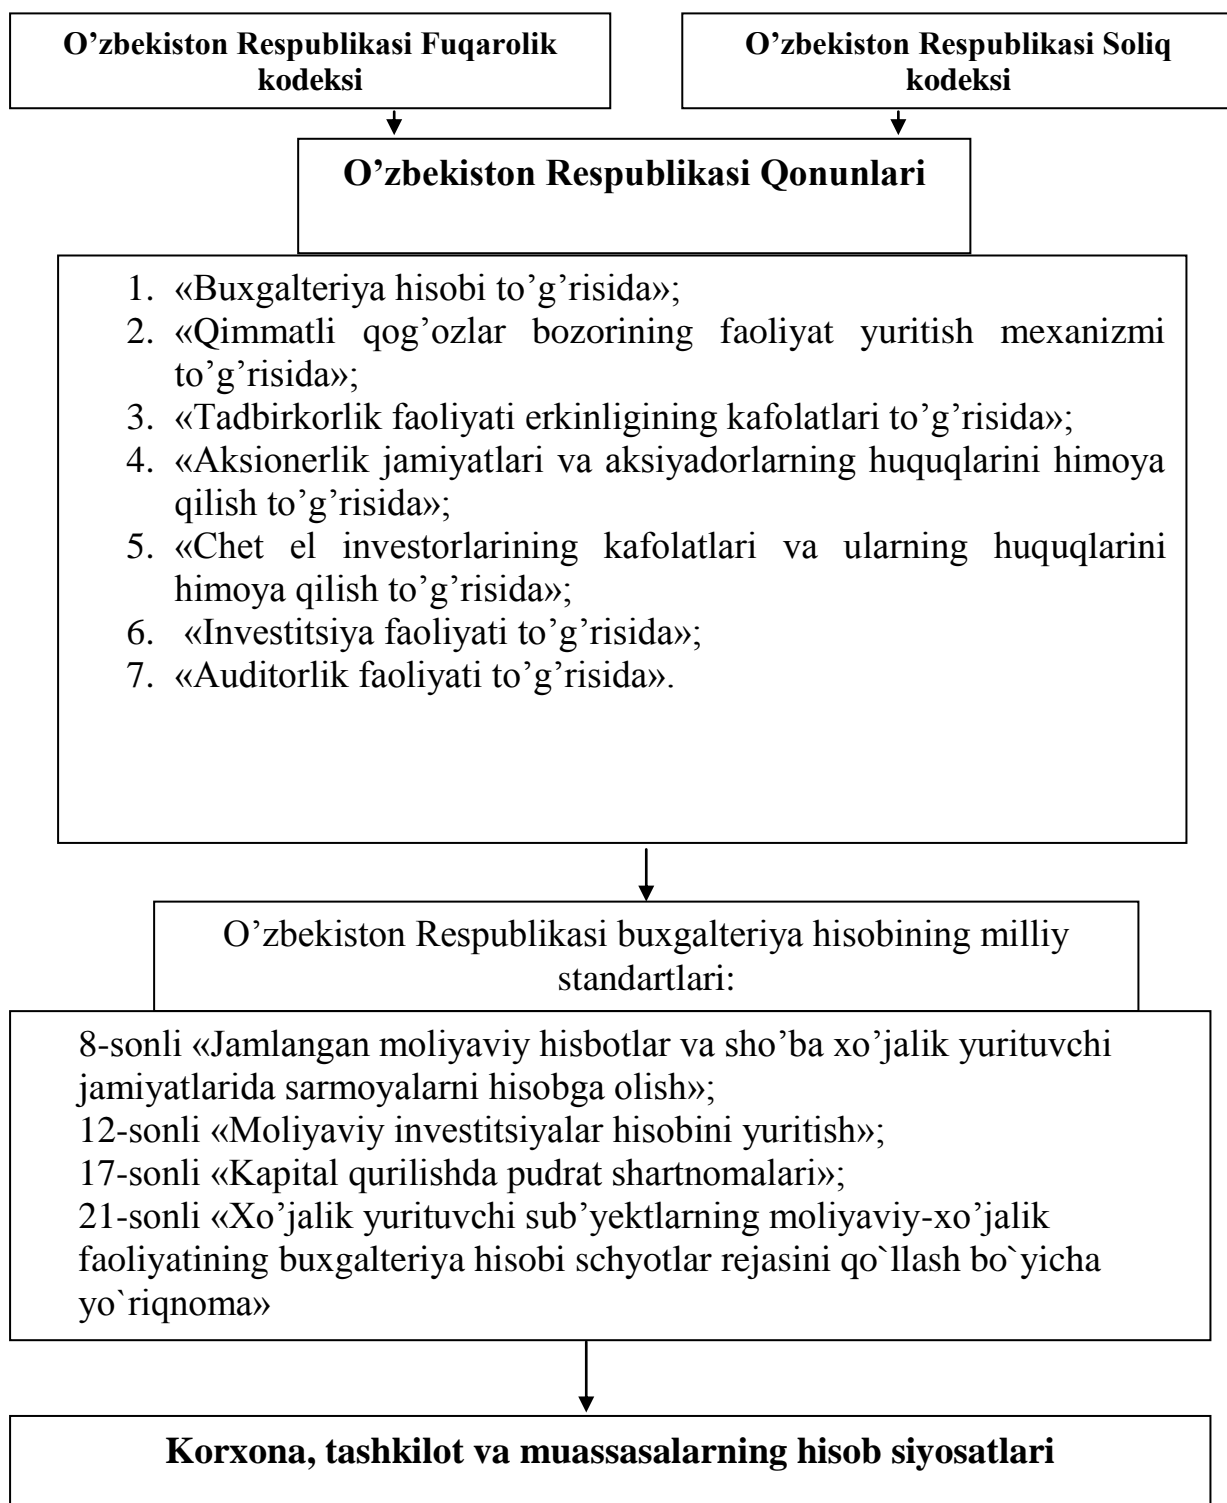 O’zbekiston Respublikasi Fuqarolik
kodeksi
O’zbekiston Respublikasi Soliq
kodeksi
O’zbekiston Respublikasi Qonunlari
1. «Buxgalteriya hisobi to’g’risida»;
2. «Qimmatli qog’ozlar bozorining faoliyat yuritish mexanizmi
to’g’risida»;
3. «Tadbirkorlik faoliyati erkinligining kafolatlari to’g’risida»;
4. «Aksionerlik jamiyatlari va aksiyadorlarning huquqlarini himoya
qilish to’g’risida»;
5. «Chet el investorlarining kafolatlari va ularning huquqlarini
himoya qilish to’g’risida»;
6. «Investitsiya faoliyati to’g’risida»;
7. «Auditorlik faoliyati to’g’risida».
O’zbekiston Respublikasi buxgalteriya hisobining milliy
standartlari:
8-sonli «Jamlangan moliyaviy hisbotlar va sho’ba xo’jalik yurituvchi
jamiyatlarida sarmoyalarni hisobga olish»;
12-sonli «Moliyaviy investitsiyalar hisobini yuritish»;
17-sonli «Kapital qurilishda pudrat shartnomalari»;
21-sonli «Xo’jalik yurituvchi sub’yektlarning moliyaviy-xo’jalik
faoliyatining buxgalteriya hisobi schyotlar rejasini qo`llash bo`yicha
yo`riqnoma»
Korxona, tashkilot va muassasalarning hisob siyosatlari